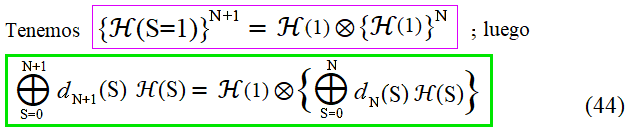 Tenemos {ℋ(S=1)}^{N+1} = ℋ(1)⊗{ℋ(1)}^N ; luego
⊕_{S=0}^{N+1} d_{N+1}(S) ℋ(S) = ℋ(1)⊗{⊕_{S=0}^{N} d_N(S) ℋ(S)} (44)